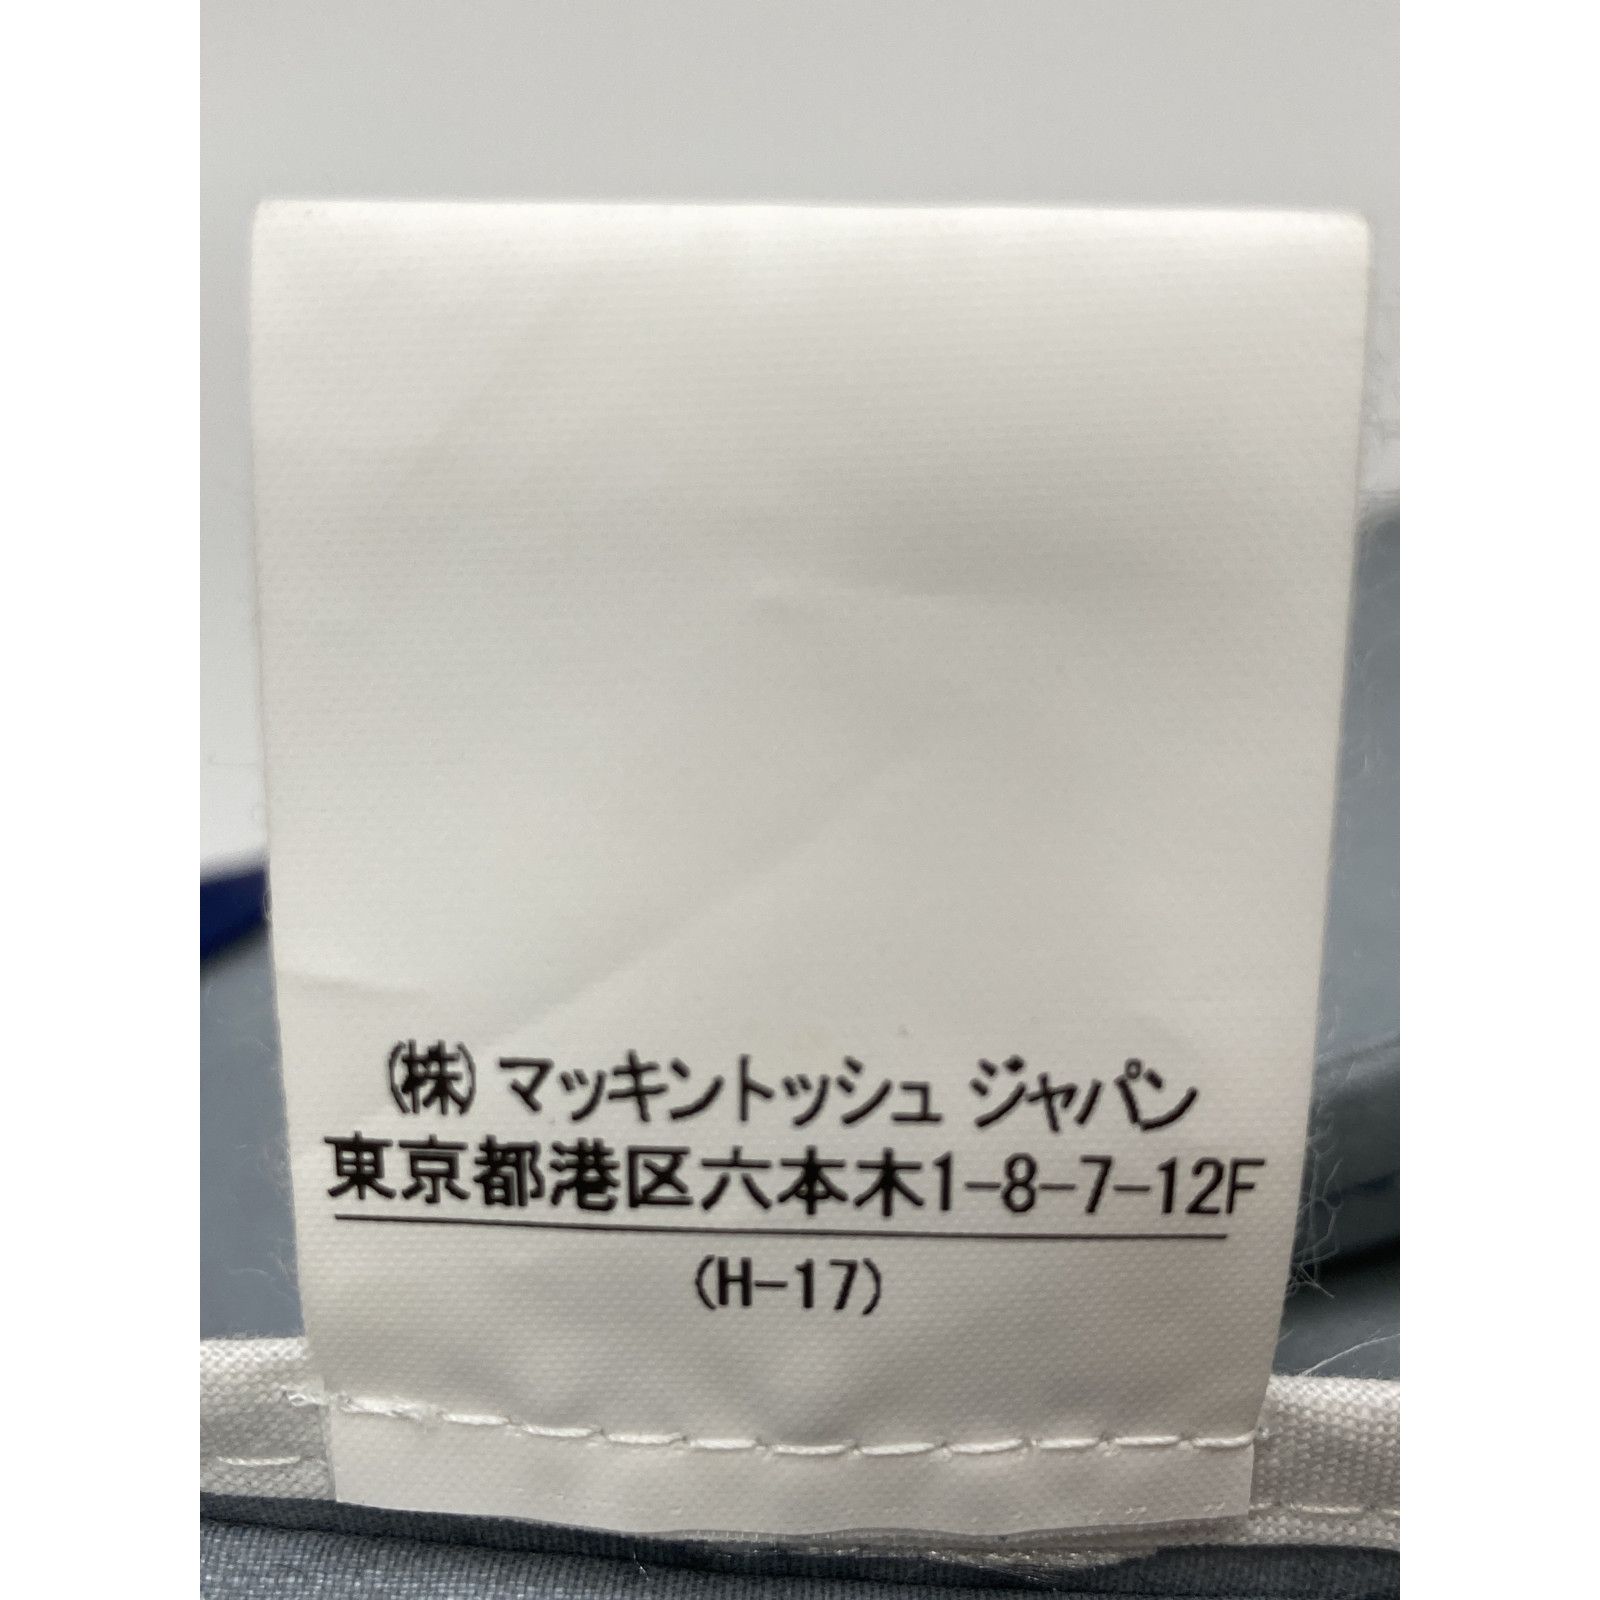 (株)マッキントッシュ ジャパン
東京都港区六本木1-8-7-12F
(H-17)